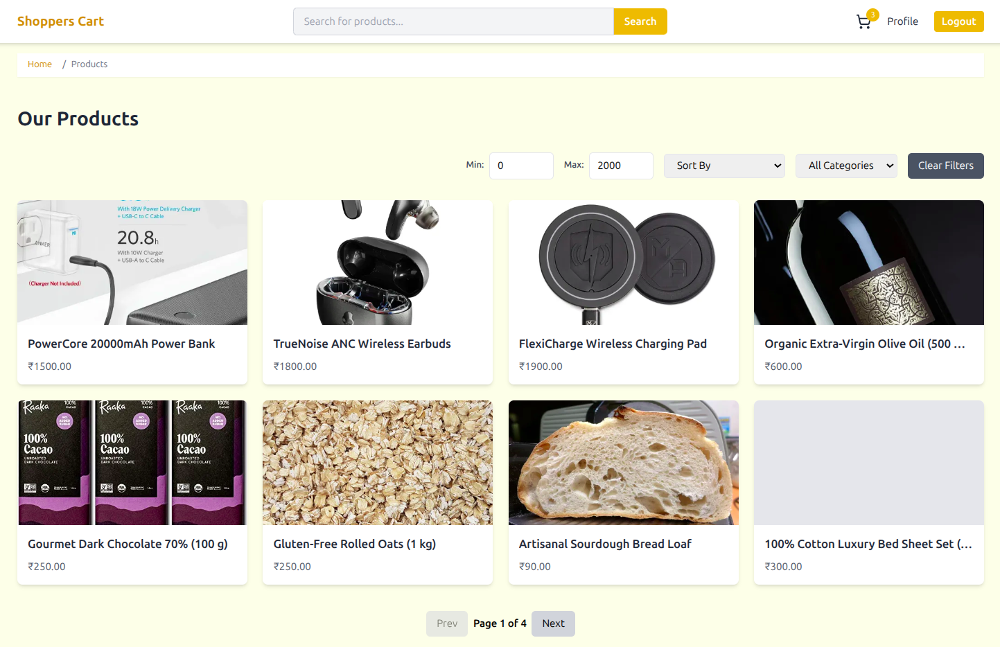 Shoppers Cart
Search for products...
Search
3
Profile
Logout
Home / Products
Our Products
Min:
0
Max:
2000
Sort By
All Categories
Clear Filters
With 18W Power Delivery Charger
+ USB-C to C Cable
20.8h
With 10W Charger
+ USB-A to C Cable
ANKER
(Charger Not Included)
PowerCore 20000mAh Power Bank
₹1500.00
TrueNoise ANC Wireless Earbuds
₹1800.00
FlexiCharge Wireless Charging Pad
₹1900.00
Organic Extra-Virgin Olive Oil (500 ...
₹600.00
Raaka 100% CACAO
NO ADDED SUGAR
100%
Cacao
UNROASTED
DARK CHOCOLATE
Raaka 100% CACAO
NO ADDED SUGAR
100%
Cacao
UNROASTED
DARK CHOCOLATE
Raaka 100% CACAO
NO ADDED SUGAR
100%
Cacao
UNROASTED
DARK CHOCOLATE
Gourmet Dark Chocolate 70% (100 g)
₹250.00
Gluten-Free Rolled Oats (1 kg)
₹250.00
Artisanal Sourdough Bread Loaf
₹90.00
100% Cotton Luxury Bed Sheet Set (...
₹300.00
Prev
Page 1 of 4
Next